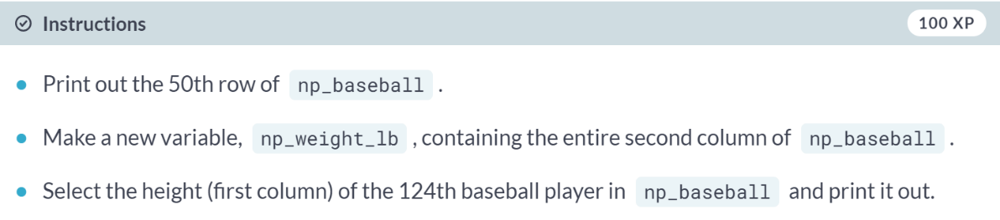 Instructions 100 XP
Print out the 50th row of np_baseball .
Make a new variable, np_weight_lb , containing the entire second column of np_baseball .
Select the height (first column) of the 124th baseball player in np_baseball and print it out.